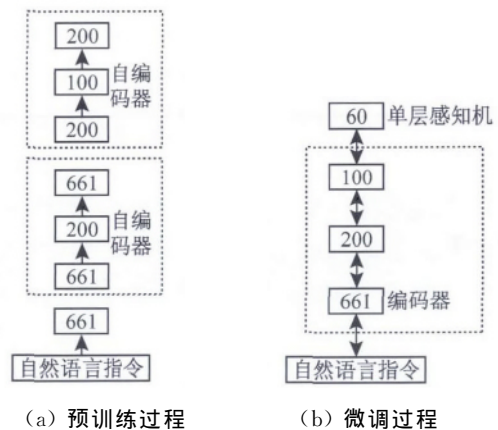 200
100
200
自编
码器
661
200
661
自编
码器
661
自然语言指令
(a) 预训练过程
60
单层感知机
100
200
661
编码器
自然语言指令
(b) 微调过程